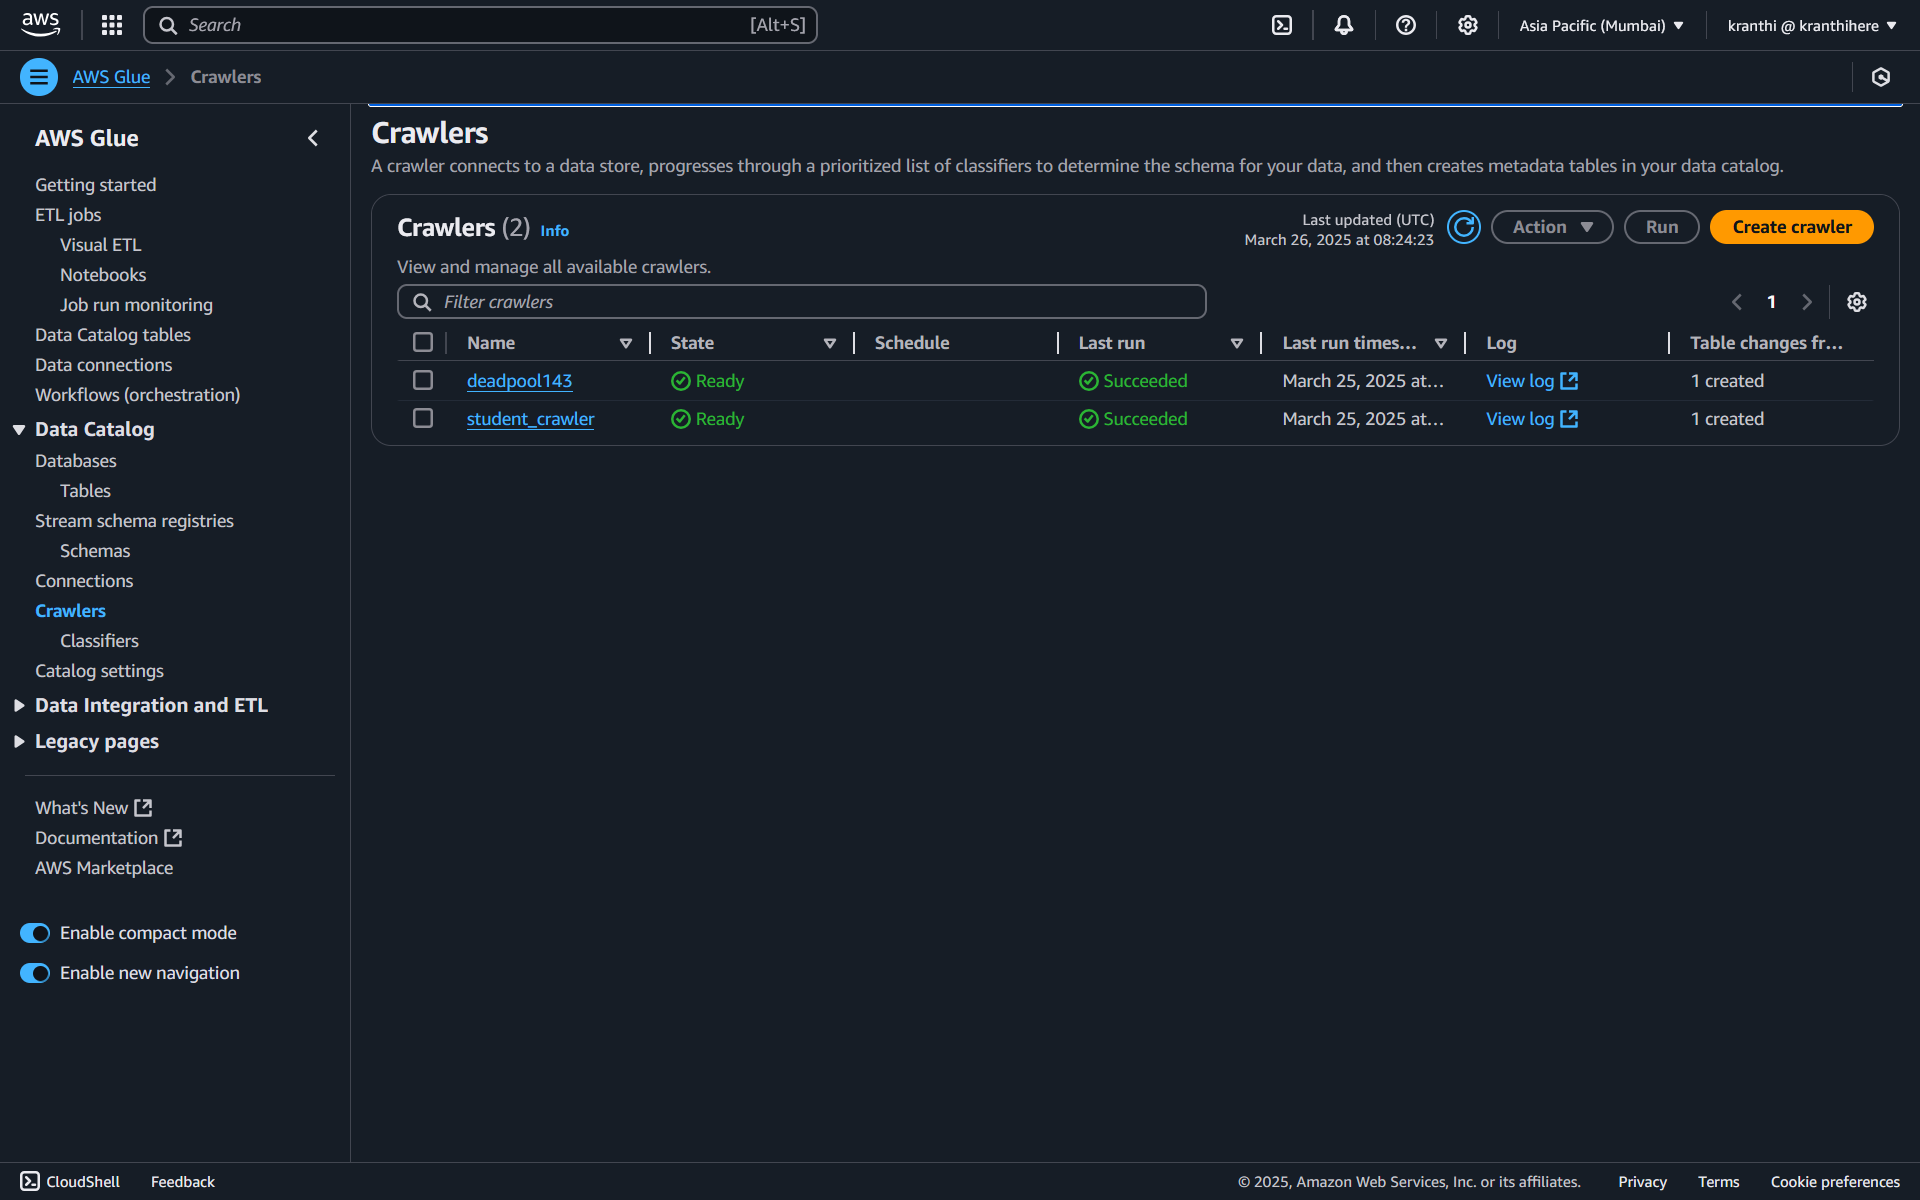 aws
Search
[Alt+S]
Asia Pacific (Mumbai)
kranthi @ kranthihere
AWS Glue
Crawlers
AWS Glue
Getting started
ETL jobs
Visual ETL
Notebooks
Job run monitoring
Data Catalog tables
Data connections
Workflows (orchestration)
Data Catalog
Databases
Tables
Stream schema registries
Schemas
Connections
Crawlers
Classifiers
Catalog settings
Data Integration and ETL
Legacy pages
What's New
Documentation
AWS Marketplace
Enable compact mode
Enable new navigation
Crawlers
A crawler connects to a data store, progresses through a prioritized list of classifiers to determine the schema for your data, and then creates metadata tables in your data catalog.
Crawlers (2) Info
Last updated (UTC)
March 26, 2025 at 08:24:23
Action
Run
Create crawler
View and manage all available crawlers.
Filter crawlers
1
Name State Schedule Last run Last run times... Log Table changes fr...
deadpool143 Ready Succeeded March 25, 2025 at... View log 1 created
student_crawler Ready Succeeded March 25, 2025 at... View log 1 created
CloudShell
Feedback
© 2025, Amazon Web Services, Inc. or its affiliates.
Privacy
Terms
Cookie preferences